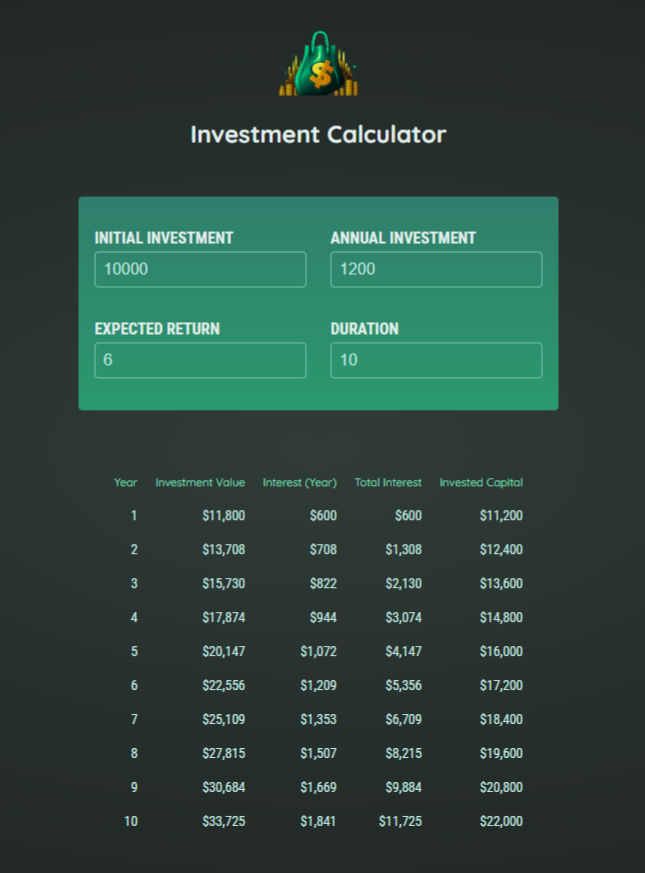 $
Investment Calculator
INITIAL INVESTMENT ANNUAL INVESTMENT
10000 1200
EXPECTED RETURN DURATION
6 10
Year Investment Value Interest (Year) Total Interest Invested Capital
1 $11,800 $600 $600 $11,200
2 $13,708 $708 $1,308 $12,400
3 $15,730 $822 $2,130 $13,600
4 $17,874 $944 $3,074 $14,800
5 $20,147 $1,072 $4,147 $16,000
6 $22,556 $1,209 $5,356 $17,200
7 $25,109 $1,353 $6,709 $18,400
8 $27,815 $1,507 $8,215 $19,600
9 $30,684 $1,669 $9,884 $20,800
10 $33,725 $1,841 $11,725 $22,000